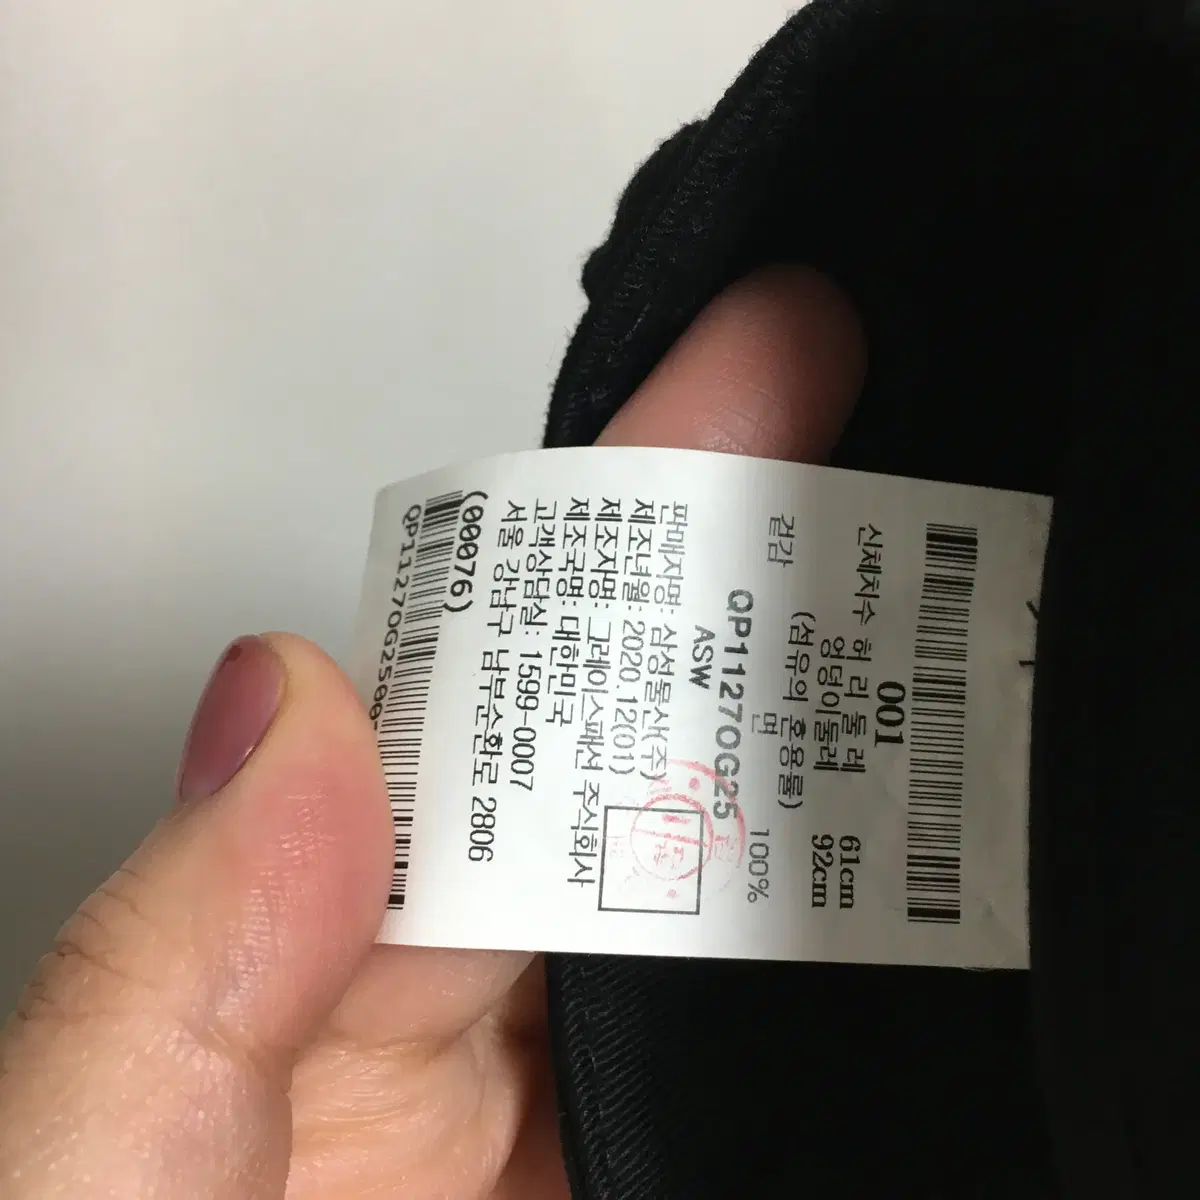 001
신체치수 허 리 둘 레 61cm
엉덩이둘레 92cm
(섬유의 혼용률)
겉감 면 100%
QP1127OG25
ASW
판매자명: 삼성물산(주)
제조년월: 2020.12(01)
제조자명: 그레이스패션 주식회사
제조국명: 대한민국
고객상담실: 1599-0007
서울 강남구 남부순환로 2806
(00076)